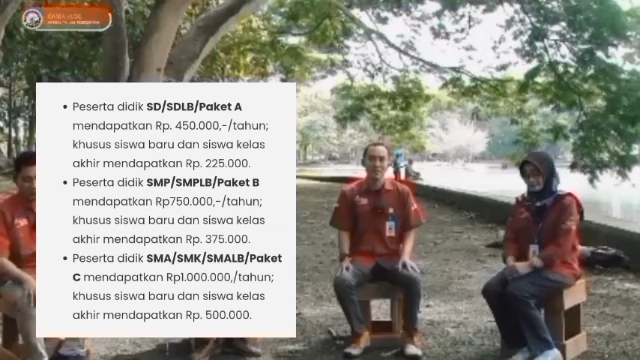 • Peserta didik SD/SDLB/Paket A
mendapatkan Rp. 450.000,-/tahun;
khusus siswa baru dan siswa kelas
akhir mendapatkan Rp. 225.000.
• Peserta didik SMP/SMPLB/Paket B
mendapatkan Rp750.000,-/tahun;
khusus siswa baru dan siswa kelas
akhir mendapatkan Rp. 375.000.
• Peserta didik SMA/SMK/SMALB/Paket
C mendapatkan Rp1.000.000,/tahun;
khusus siswa baru dan siswa kelas
akhir mendapatkan Rp. 500.000.